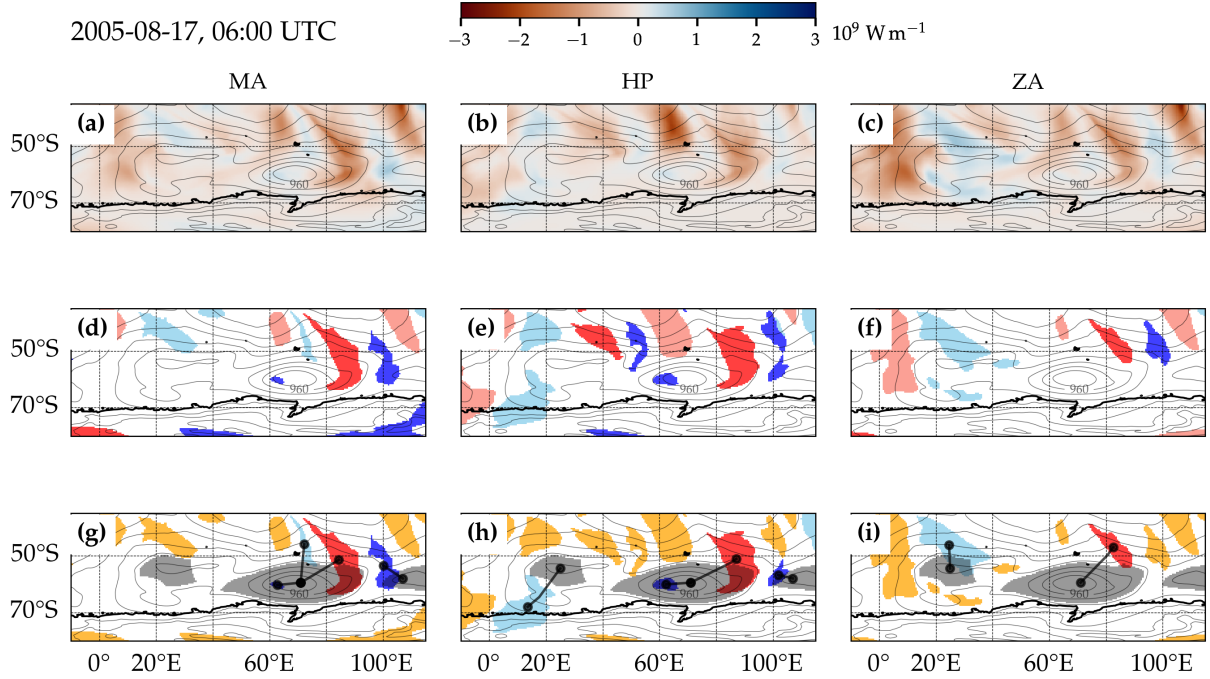 2005-08-17, 06:00 UTC
−3 −2 −1 0 1 2 3 10⁹ W m⁻¹
MA HP ZA
(a) (b) (c)
50°S
70°S
960 960 960
(d) (e) (f)
50°S
70°S
960 960 960
(g) (h) (i)
50°S
70°S
960 960 960
0° 20°E 60°E 100°E 0° 20°E 60°E 100°E 0° 20°E 60°E 100°E